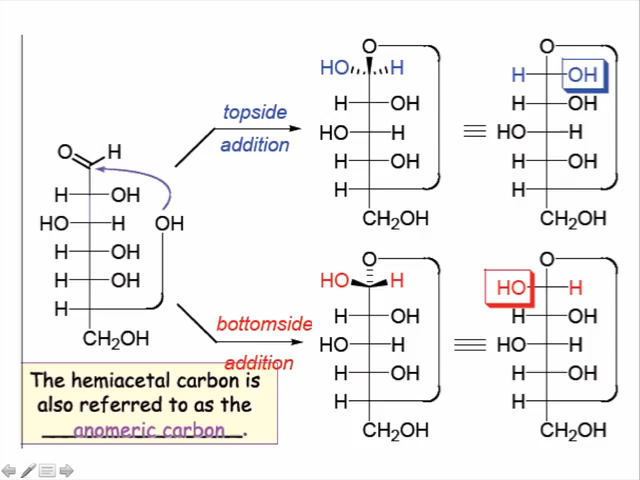 O H
H OH
HO H OH
H OH
H OH
H
CH₂OH
topside
addition
O
HO H
H OH
HO H
H OH
H
CH₂OH
O
H OH
H OH
HO H
H OH
H
CH₂OH
bottomside
addition
O
HO H
H OH
HO H
H OH
H
CH₂OH
O
HO H
H OH
HO H
H OH
H
CH₂OH
The hemiacetal carbon is
also referred to as the
anomeric carbon.